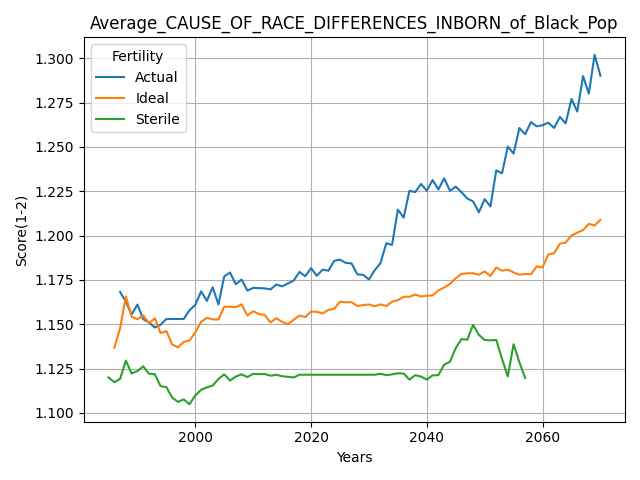 Average_CAUSE_OF_RACE_DIFFERENCES_INBORN_of_Black_Pop
Fertility
Actual
Ideal
Sterile
1.300
1.275
1.250
1.225
1.200
1.175
1.150
1.125
1.100
Score(1-2)
2000 2020 2040 2060
Years